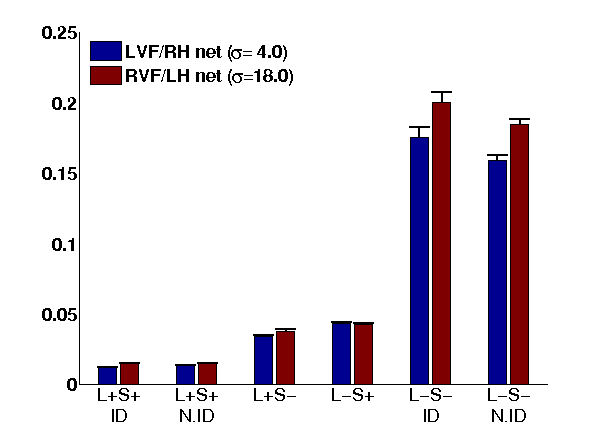 0.25
LVF/RH net (σ= 4.0)
RVF/LH net (σ=18.0)
0.2
0.15
0.1
0.05
0
L+S+ L+S+ L+S− L−S+ L−S− L−S−
ID N.ID ID N.ID